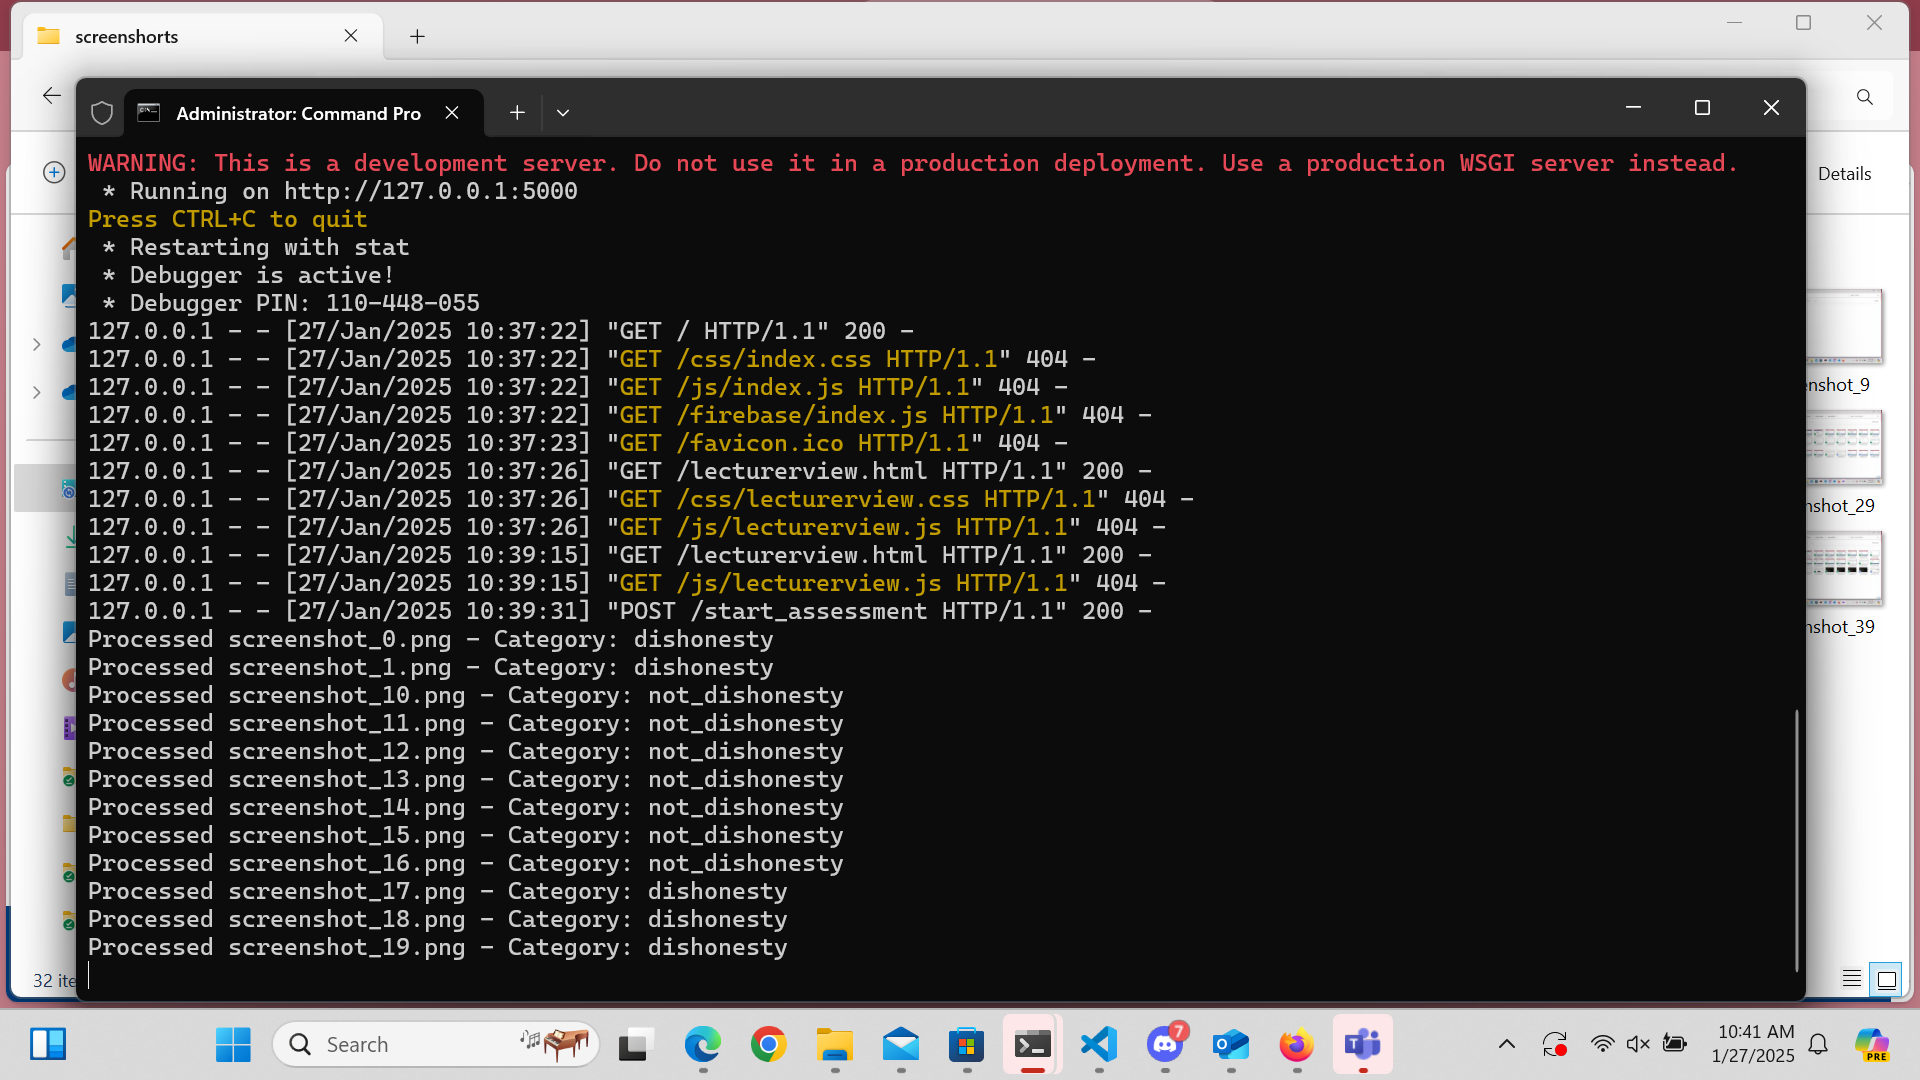 screenshorts
Administrator: Command Pro
Details
WARNING: This is a development server. Do not use it in a production deployment. Use a production WSGI server instead.
* Running on http://127.0.0.1:5000
Press CTRL+C to quit
* Restarting with stat
* Debugger is active!
* Debugger PIN: 110-448-055
127.0.0.1 - - [27/Jan/2025 10:37:22] "GET / HTTP/1.1" 200 -
127.0.0.1 - - [27/Jan/2025 10:37:22] "GET /css/index.css HTTP/1.1" 404 -
127.0.0.1 - - [27/Jan/2025 10:37:22] "GET /js/index.js HTTP/1.1" 404 -
127.0.0.1 - - [27/Jan/2025 10:37:22] "GET /firebase/index.js HTTP/1.1" 404 -
127.0.0.1 - - [27/Jan/2025 10:37:23] "GET /favicon.ico HTTP/1.1" 404 -
127.0.0.1 - - [27/Jan/2025 10:37:26] "GET /lecturerview.html HTTP/1.1" 200 -
127.0.0.1 - - [27/Jan/2025 10:37:26] "GET /css/lecturerview.css HTTP/1.1" 404 -
127.0.0.1 - - [27/Jan/2025 10:37:26] "GET /js/lecturerview.js HTTP/1.1" 404 -
127.0.0.1 - - [27/Jan/2025 10:39:15] "GET /lecturerview.html HTTP/1.1" 200 -
127.0.0.1 - - [27/Jan/2025 10:39:15] "GET /js/lecturerview.js HTTP/1.1" 404 -
127.0.0.1 - - [27/Jan/2025 10:39:31] "POST /start_assessment HTTP/1.1" 200 -
Processed screenshot_0.png - Category: dishonesty
Processed screenshot_1.png - Category: dishonesty
Processed screenshot_10.png - Category: not_dishonesty
Processed screenshot_11.png - Category: not_dishonesty
Processed screenshot_12.png - Category: not_dishonesty
Processed screenshot_13.png - Category: not_dishonesty
Processed screenshot_14.png - Category: not_dishonesty
Processed screenshot_15.png - Category: not_dishonesty
Processed screenshot_16.png - Category: not_dishonesty
Processed screenshot_17.png - Category: dishonesty
Processed screenshot_18.png - Category: dishonesty
Processed screenshot_19.png - Category: dishonesty
enshot_9
nshot_29
nshot_39
32 ite
Search
7
10:41 AM
1/27/2025
PRE